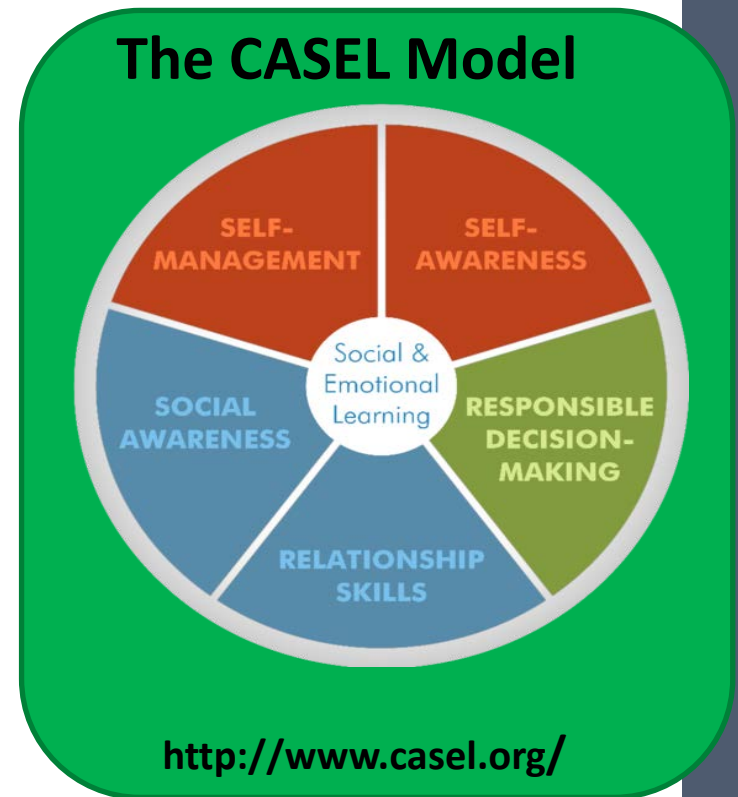 The CASEL Model
SELF-
MANAGEMENT
SELF-
AWARENESS
Social &
Emotional
Learning
SOCIAL
AWARENESS
RESPONSIBLE
DECISION-
MAKING
RELATIONSHIP
SKILLS
http://www.casel.org/